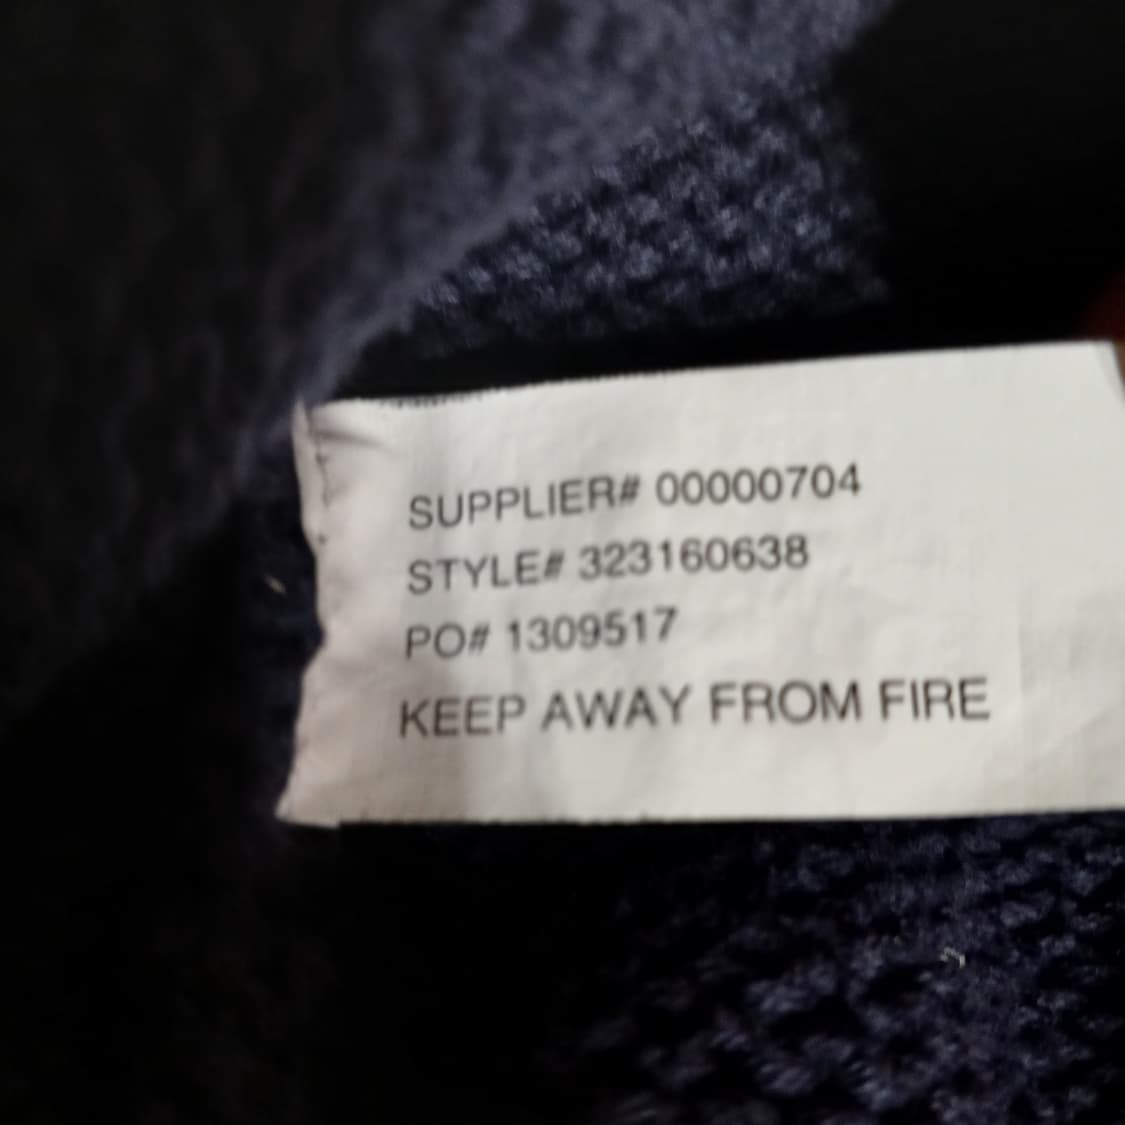 SUPPLIER# 00000704
STYLE# 323160638
PO# 1309517
KEEP AWAY FROM FIRE